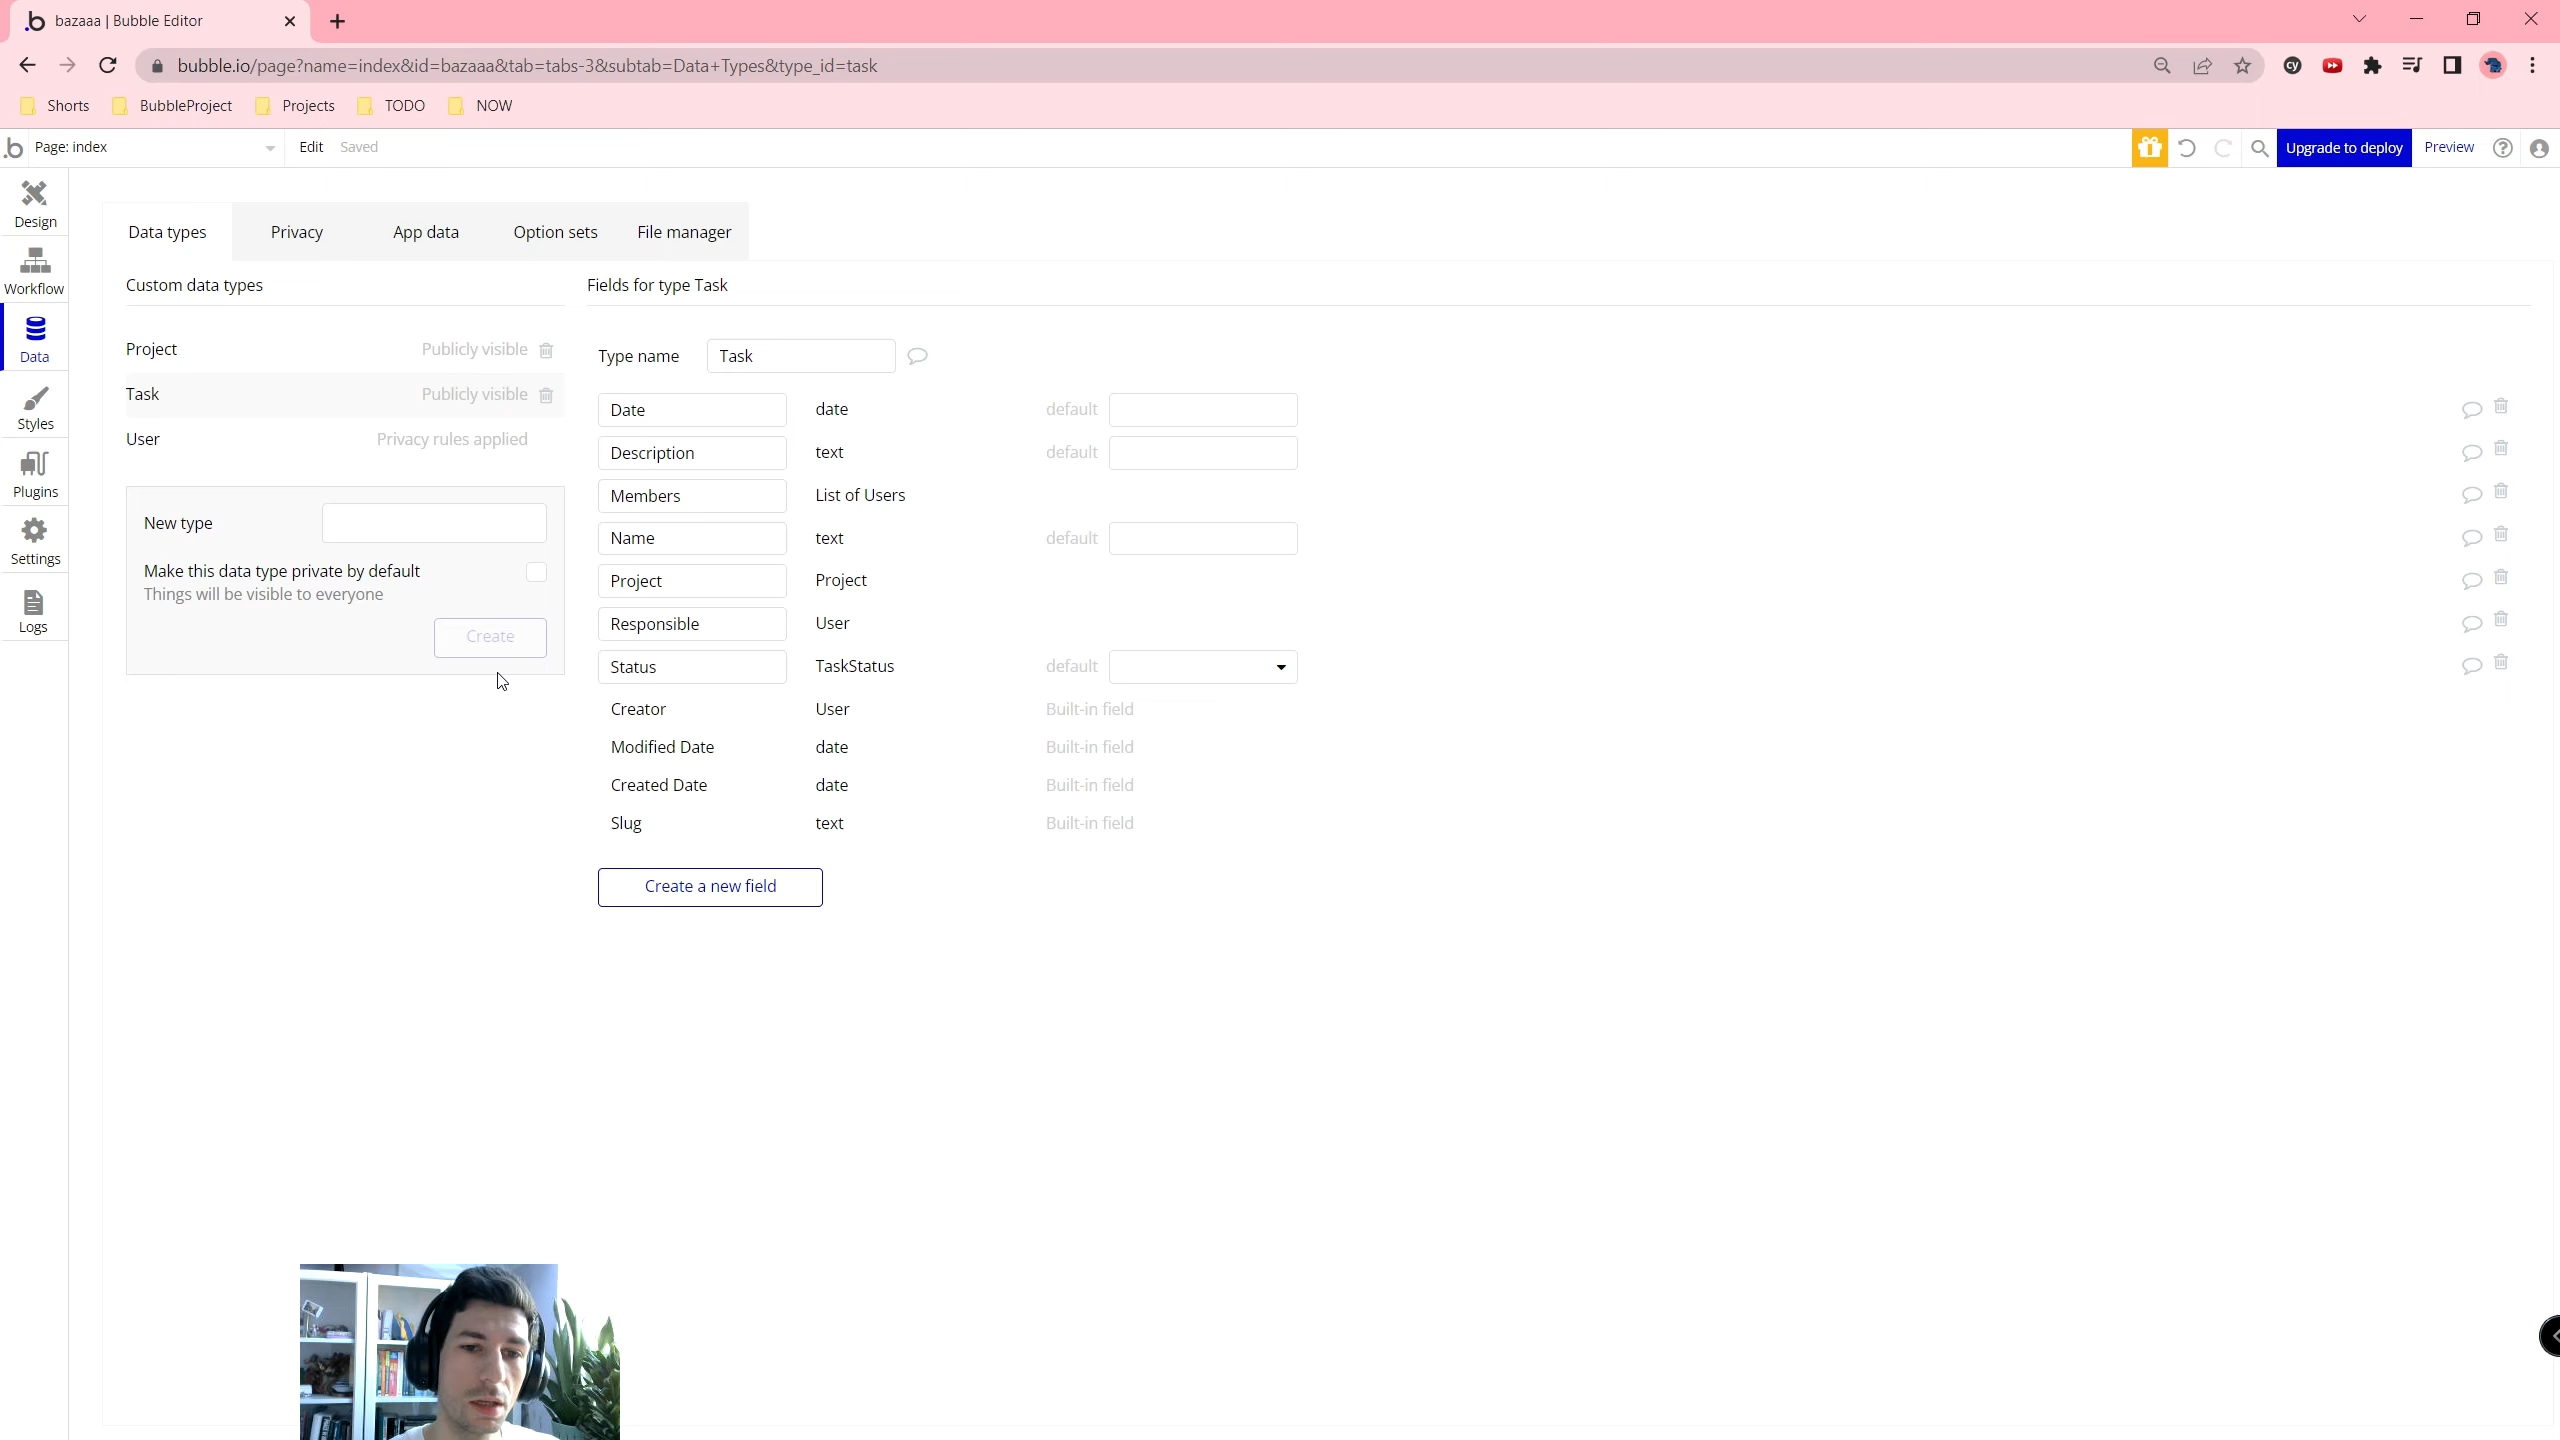 bazaaa | Bubble Editor
bubble.io/page?name=index&id=bazaaa&tab=tabs-3&subtab=Data+Types&type_id=task
Shorts BubbleProject Projects TODO NOW
Page: index Edit Saved Upgrade to deploy Preview
Design
Workflow
Data
Styles
Plugins
Settings
Logs
Data types Privacy App data Option sets File manager
Custom data types
Project Publicly visible
Task Publicly visible
User Privacy rules applied
New type
Make this data type private by default
Things will be visible to everyone
Create
Fields for type Task
Type name Task
Date date default
Description text default
Members List of Users
Name text default
Project Project
Responsible User
Status TaskStatus default
Creator User Built-in field
Modified Date date Built-in field
Created Date date Built-in field
Slug text Built-in field
Create a new field